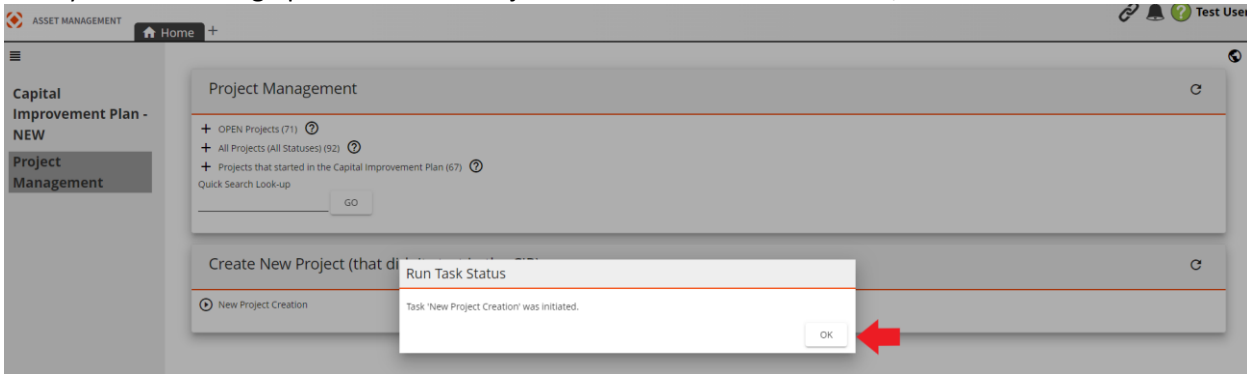 ASSET MANAGEMENT
Home +
Test User
Capital
Improvement Plan -
NEW
Project
Management
Project Management
+ OPEN Projects (71) ?
+ All Projects (All Statuses) (92) ?
+ Projects that started in the Capital Improvement Plan (67) ?
Quick Search Look-up
GO
Create New Project (that
New Project Creation
Run Task Status
Task 'New Project Creation' was initiated.
OK